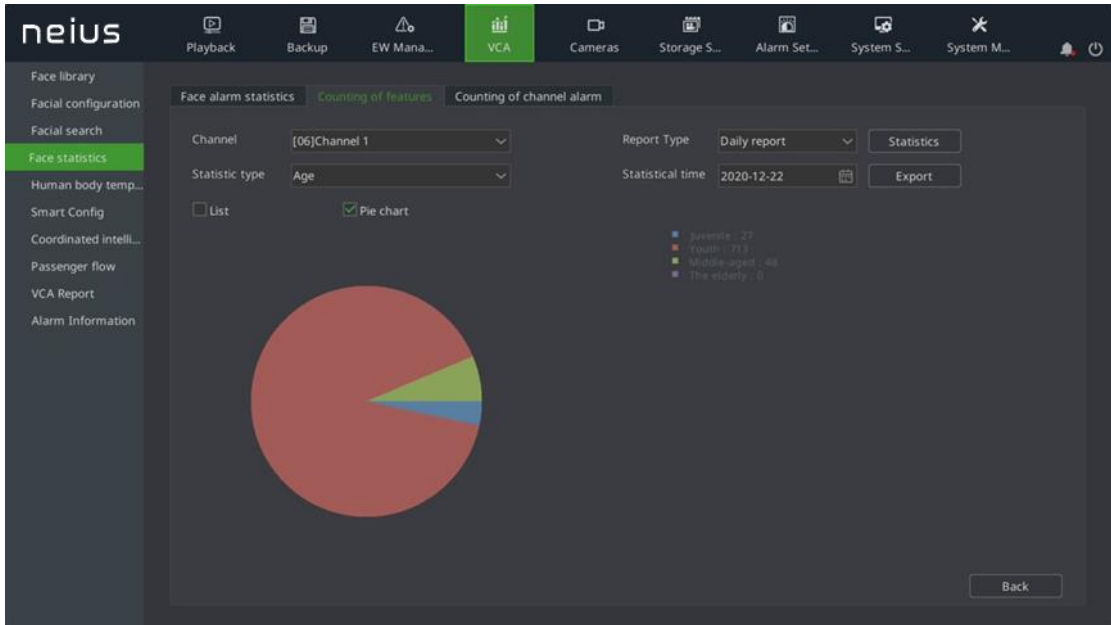 neius
Playback Backup EW Mana... VCA Cameras Storage S... Alarm Set... System S... System M...
Face library
Facial configuration
Facial search
Face statistics
Human body temp...
Smart Config
Coordinated intelli...
Passenger flow
VCA Report
Alarm Information
Face alarm statistics Counting of features Counting of channel alarm
Channel [06]Channel 1 Report Type Daily report Statistics
Statistic type Age Statistical time 2020-12-22 Export
List Pie chart
Juvenile : 27
Youth : 713
Middle-aged : 48
The elderly : 0
Back